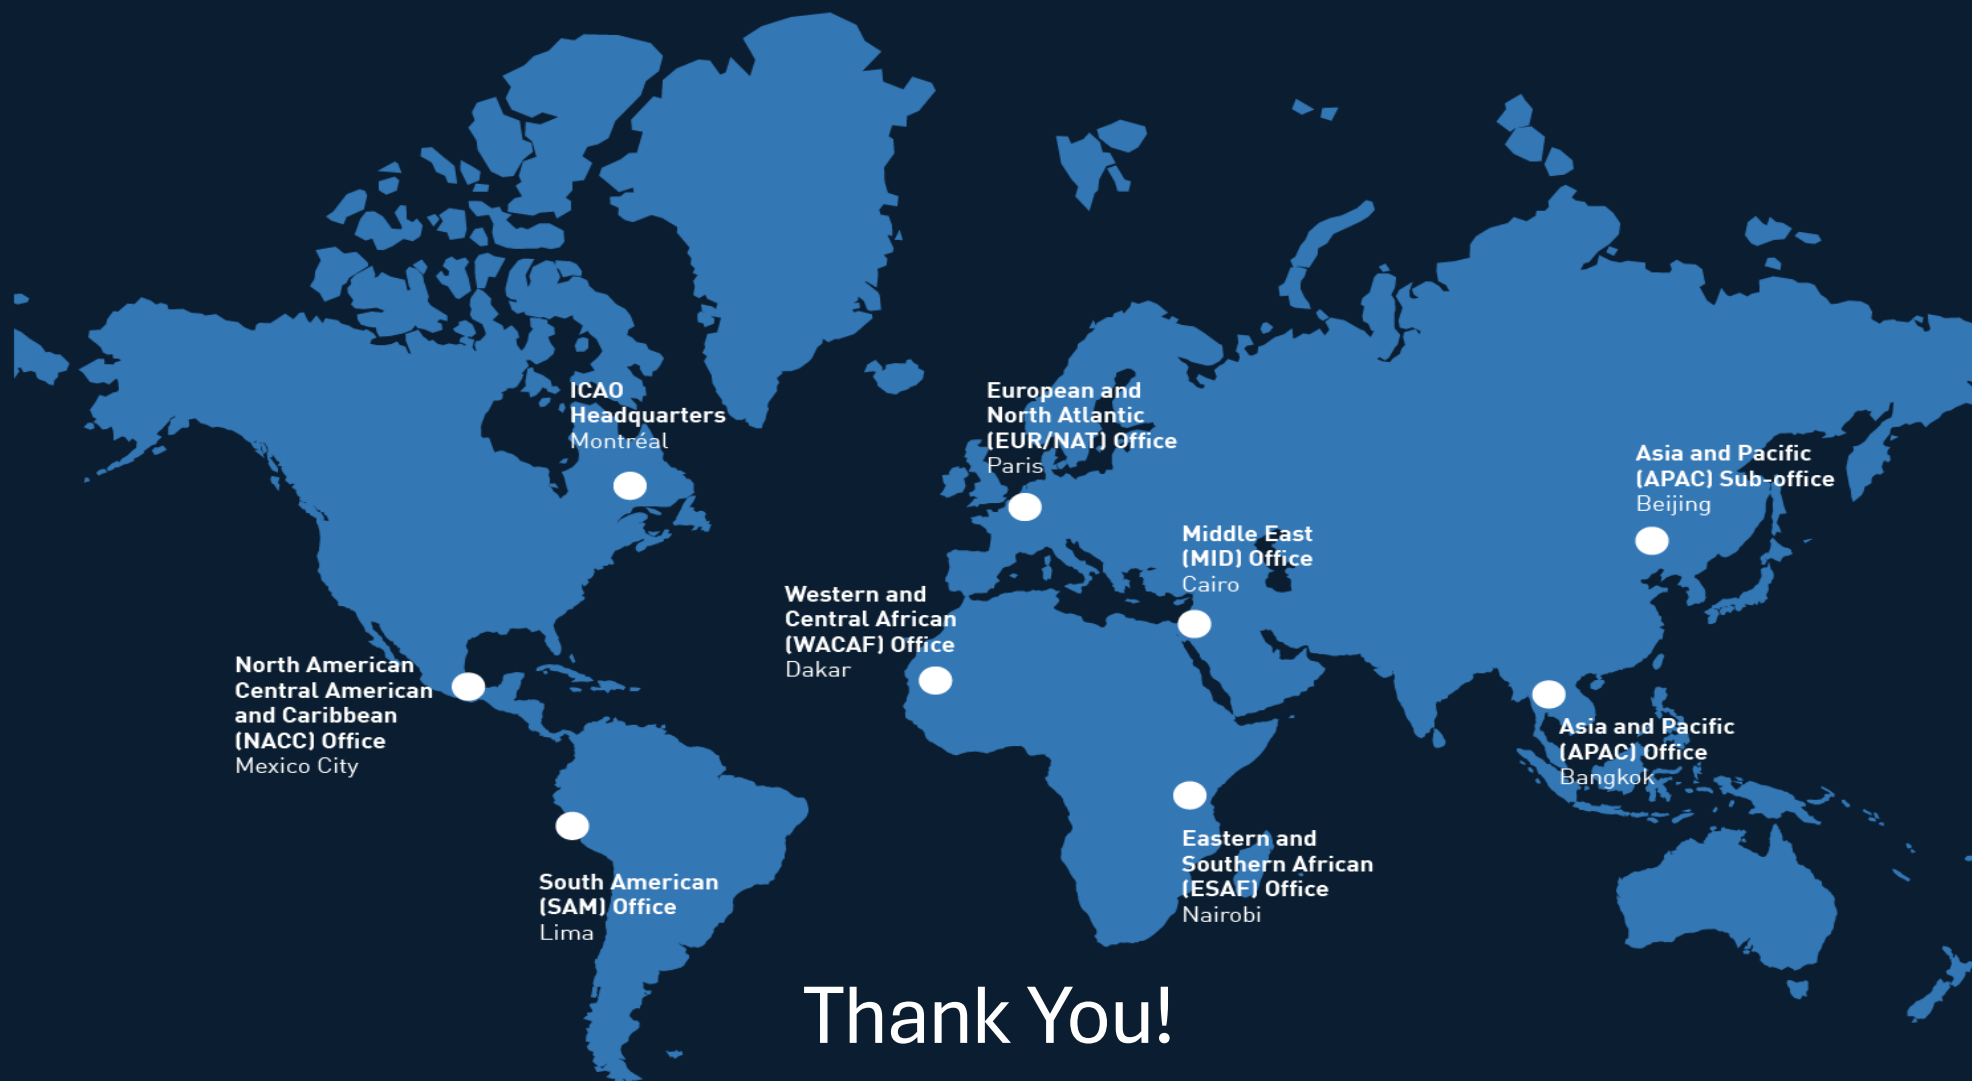 ICAO
Headquarters
Montréal
European and
North Atlantic
(EUR/NAT) Office
Paris
Asia and Pacific
(APAC) Sub-office
Beijing
Middle East
(MID) Office
Cairo
Western and
Central African
(WACAF) Office
Dakar
North American
Central American
and Caribbean
(NACC) Office
Mexico City
Asia and Pacific
(APAC) Office
Bangkok
Eastern and
Southern African
(ESAF) Office
Nairobi
South American
(SAM) Office
Lima
Thank You!